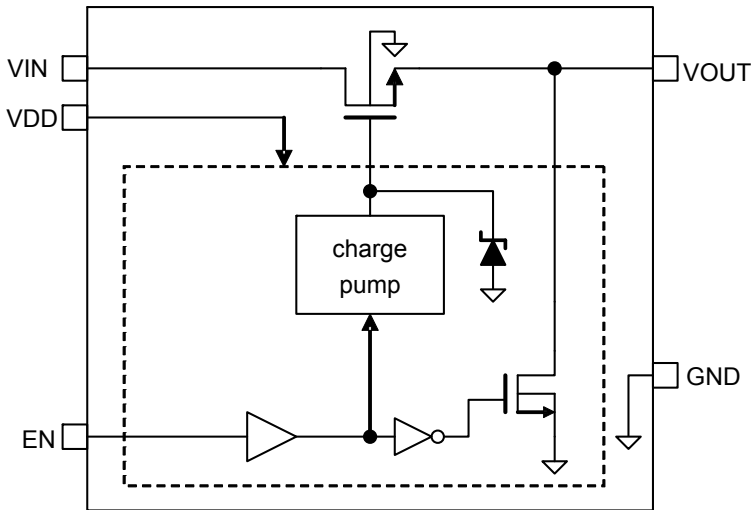 VIN
VOUT
VDD
charge
pump
GND
EN